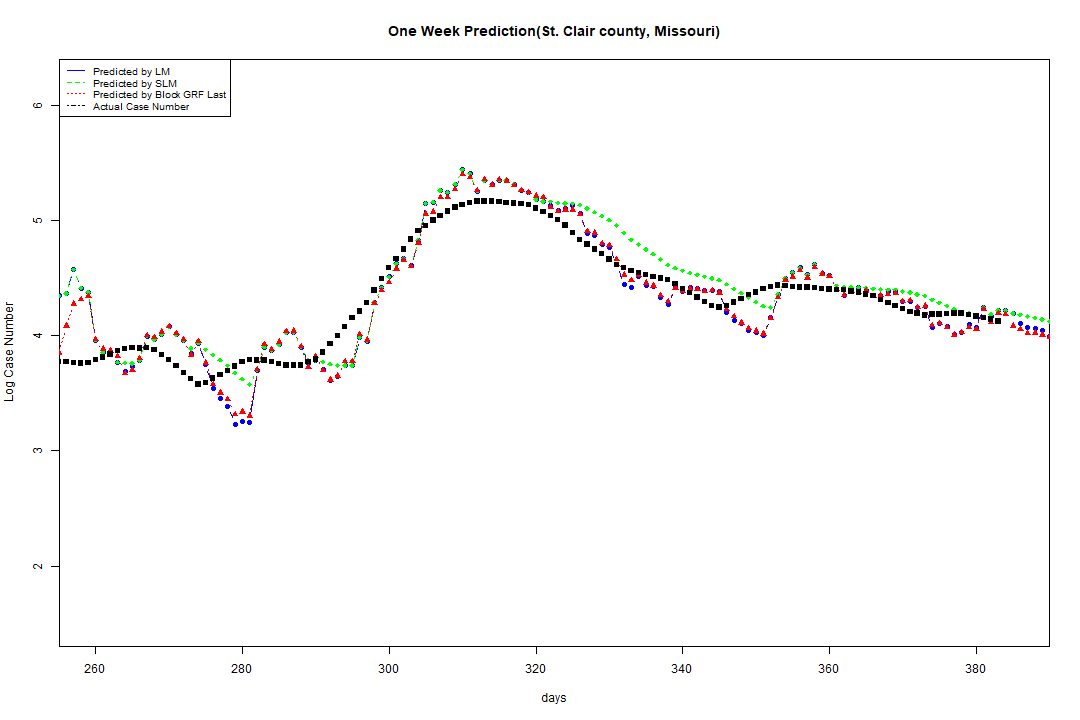 One Week Prediction(St. Clair county, Missouri)
Predicted by LM
Predicted by SLM
Predicted by Block GRF Last
Actual Case Number
6
5
4
3
2
Log Case Number
260 280 300 320 340 360 380
days